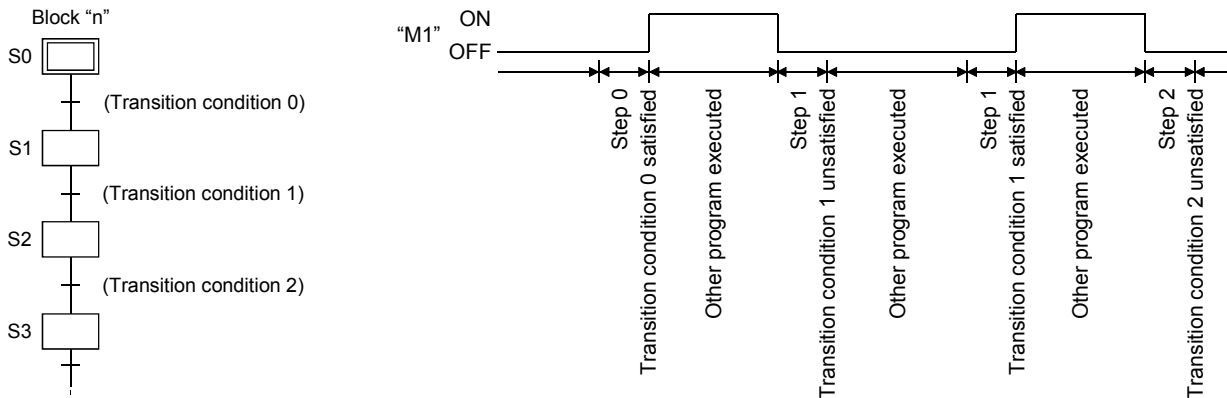 Block “n”
S0
(Transition condition 0)
S1
(Transition condition 1)
S2
(Transition condition 2)
S3
“M1”
ON
OFF
Step 0
Transition condition 0 satisfied
Other program executed
Step 1
Transition condition 1 unsatisfied
Other program executed
Step 1
Transition condition 1 satisfied
Other program executed
Step 2
Transition condition 2 unsatisfied